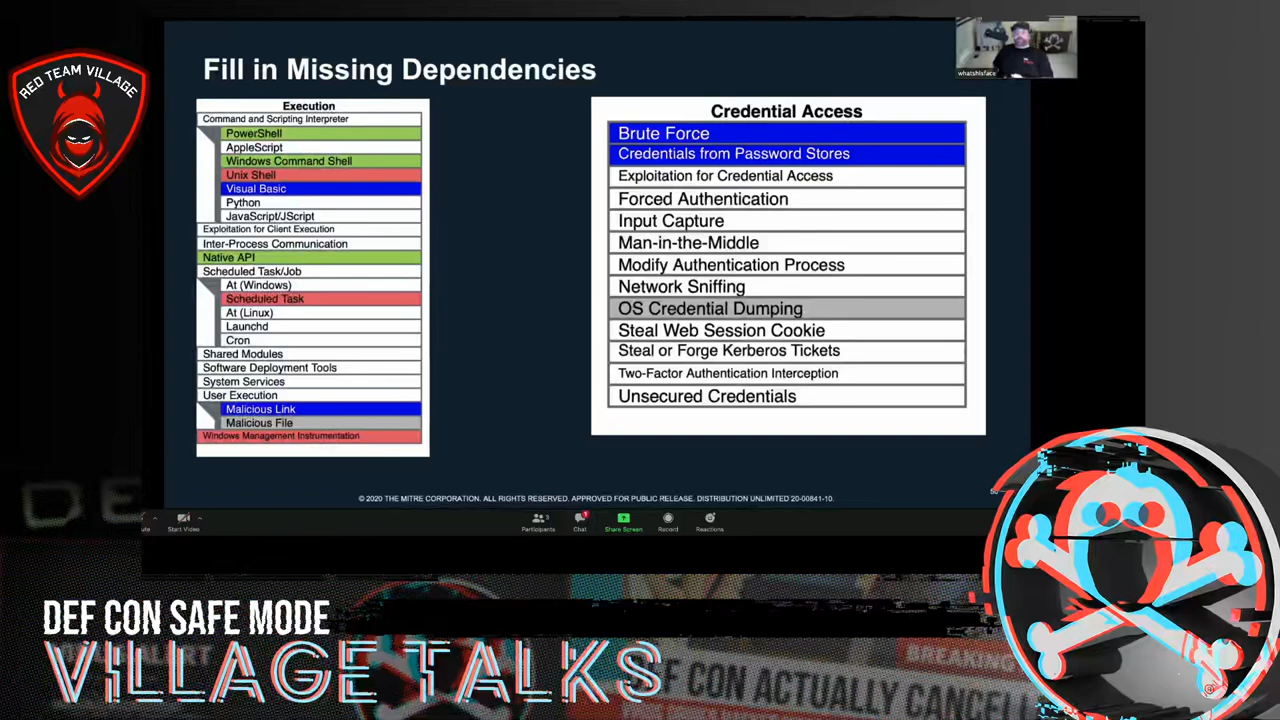 RED TEAM VILLAGE
Fill in Missing Dependencies
whatshisface
Execution
Command and Scripting Interpreter
PowerShell
AppleScript
Windows Command Shell
Unix Shell
Visual Basic
Python
JavaScript/JScript
Exploitation for Client Execution
Inter-Process Communication
Native API
Scheduled Task/Job
At (Windows)
Scheduled Task
At (Linux)
Launchd
Cron
Shared Modules
Software Deployment Tools
System Services
User Execution
Malicious Link
Malicious File
Windows Management Instrumentation
Credential Access
Brute Force
Credentials from Password Stores
Exploitation for Credential Access
Forced Authentication
Input Capture
Man-in-the-Middle
Modify Authentication Process
Network Sniffing
OS Credential Dumping
Steal Web Session Cookie
Steal or Forge Kerberos Tickets
Two-Factor Authentication Interception
Unsecured Credentials
© 2020 THE MITRE CORPORATION. ALL RIGHTS RESERVED. APPROVED FOR PUBLIC RELEASE. DISTRIBUTION UNLIMITED 20-00841-10.
Start Video
Participants
3
Chat
1
Share Screen
Record
Reactions
DEF CON SAFE MODE
VILLAGE TALKS
BREAKING
DEF CON ACTUALLY CANCELL